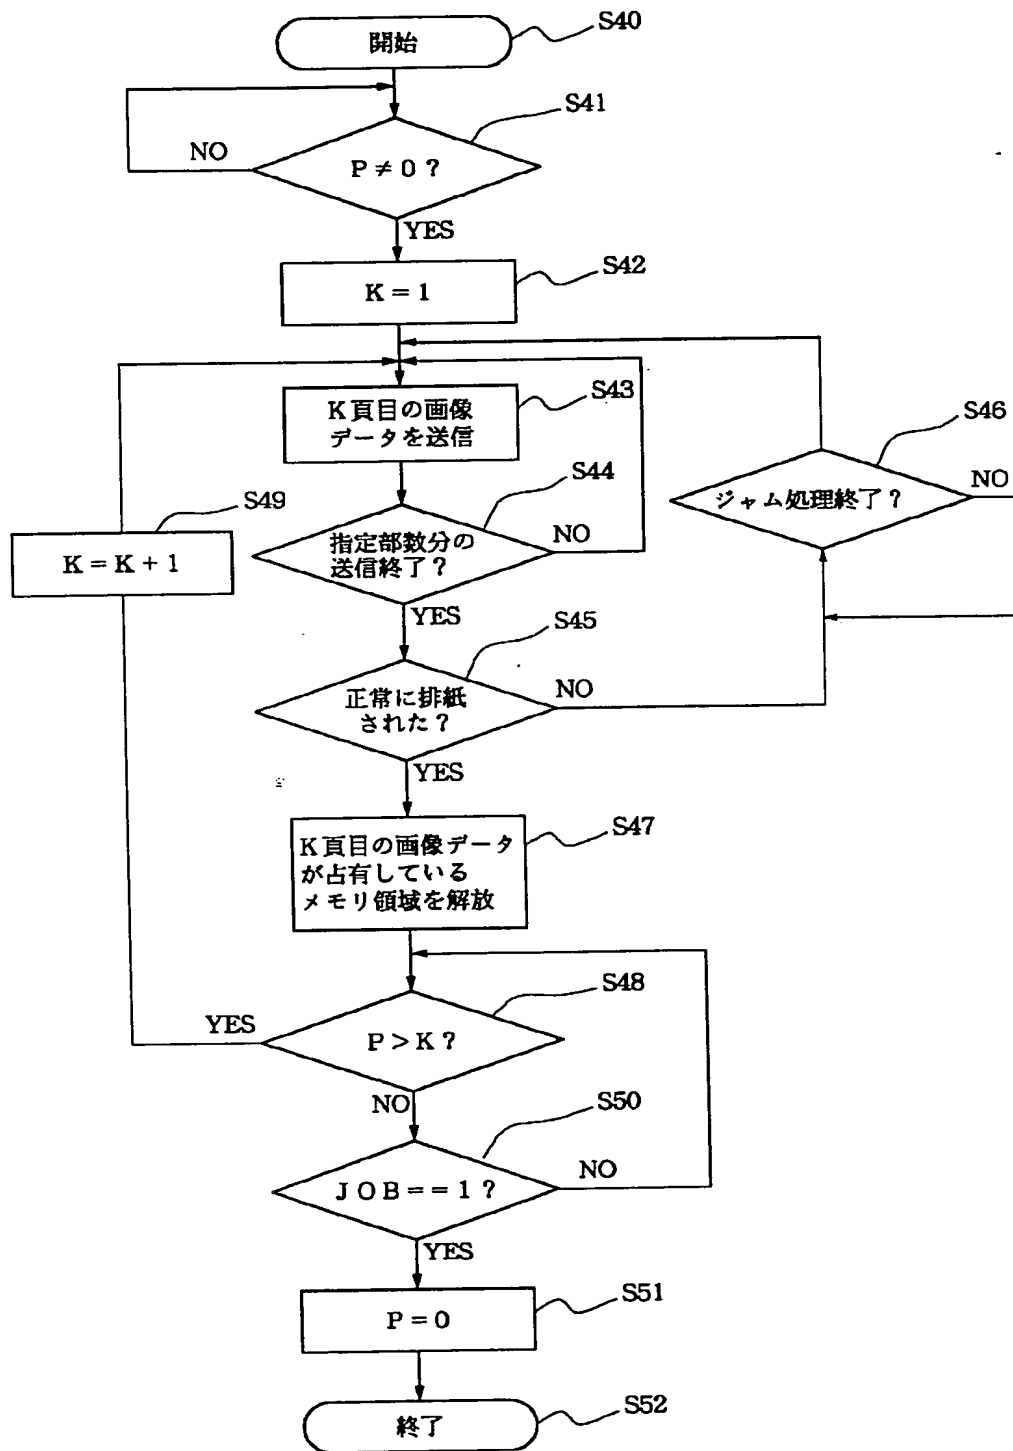 開始
S40
S41
P≠0?
NO
YES
S42
K=1
S43
K頁目の画像
データを送信
S44
指定部数分の
送信終了?
NO
YES
S46
ジャム処理終了?
NO
S49
K=K+1
S45
正常に排紙
された?
NO
YES
S47
K頁目の画像データ
が占有している
メモリ領域を解放
S48
P>K?
YES
NO
S50
JOB==1?
NO
YES
S51
P=0
S52
終了